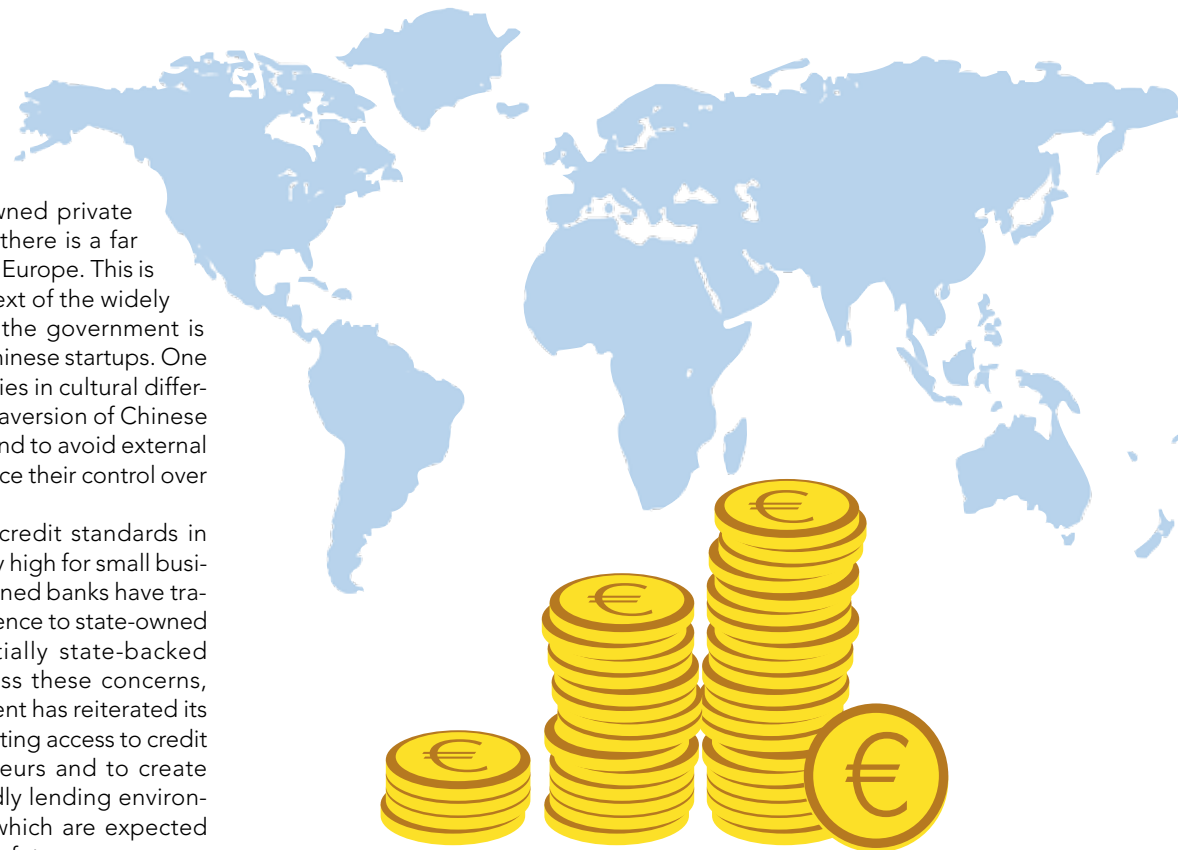 wned private
there is a far
Europe. This is
ext of the widely
the government is
hinese startups. One
ies in cultural differ-
aversion of Chinese
nd to avoid external
ce their control over
credit standards in
y high for small busi-
ned banks have tra-
ence to state-owned
tially state-backed
ss these concerns,
ent has reiterated its
ting access to credit
eurs and to create
dly lending environ-
which are expected
€
€
€
€